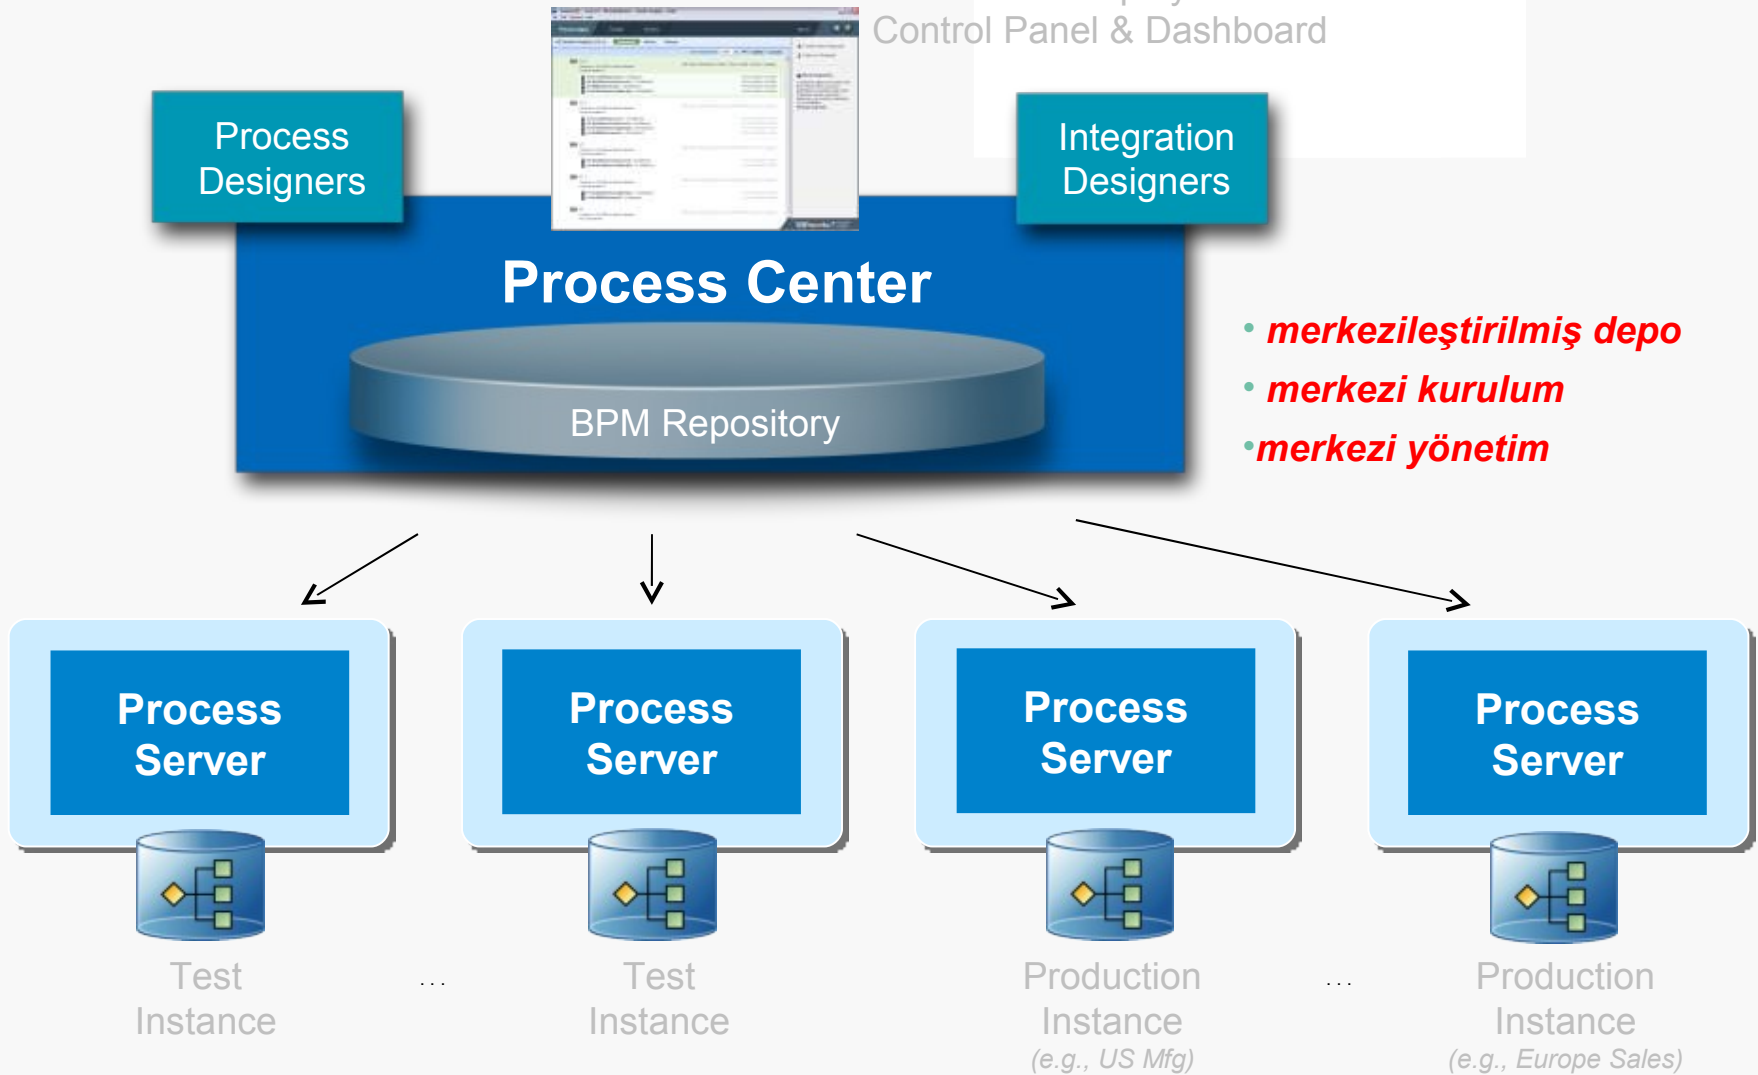 Control Panel & Dashboard
Process
Designers
Integration
Designers
Process Center
BPM Repository
• merkezileştirilmiş depo
• merkezi kurulum
•merkezi yönetim
Process
Server
Process
Server
Process
Server
Process
Server
Test
Instance
...
Test
Instance
Production
Instance
(e.g., US Mfg)
...
Production
Instance
(e.g., Europe Sales)